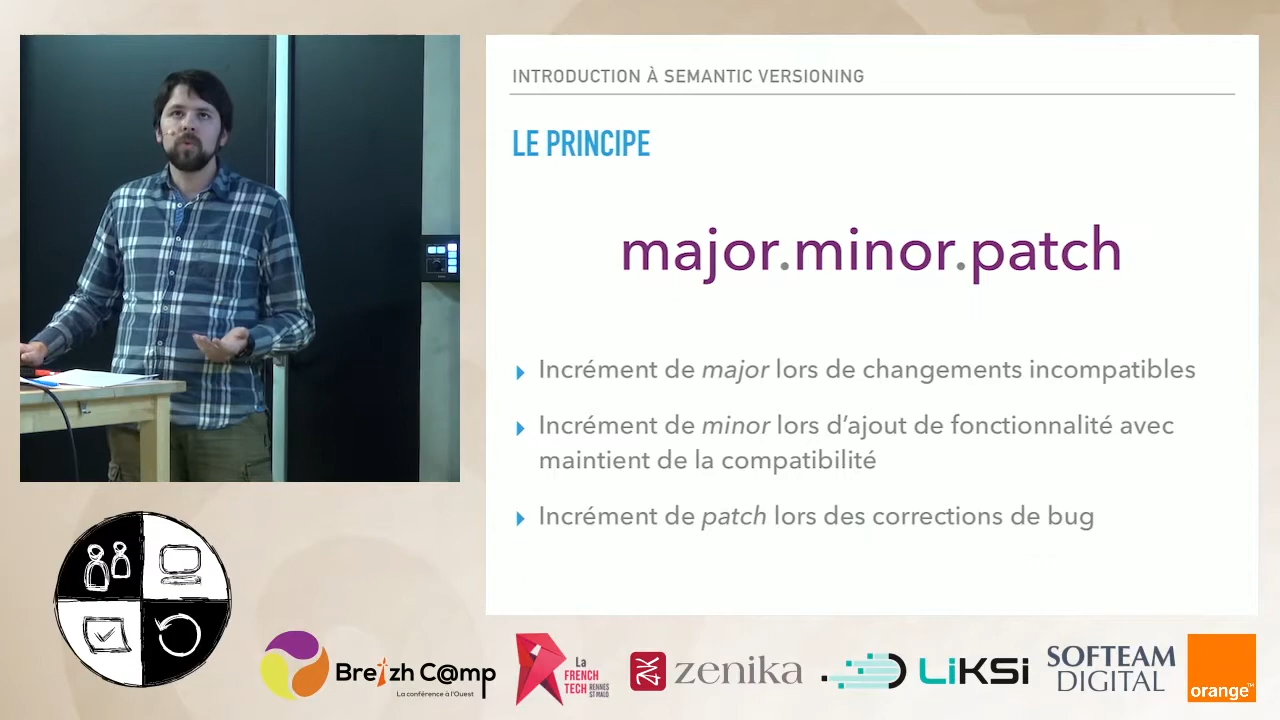 INTRODUCTION À SEMANTIC VERSIONING
LE PRINCIPE
major.minor.patch
Incrément de major lors de changements incompatibles
Incrément de minor lors d’ajout de fonctionnalité avec
maintient de la compatibilité
Incrément de patch lors des corrections de bug
Breizh C@mp
La conférence à l'Ouest
La
FRENCH
TECH
RENNES
ST MALO
zenika
LiKSi
SOFTEAM
DIGITAL
orange™